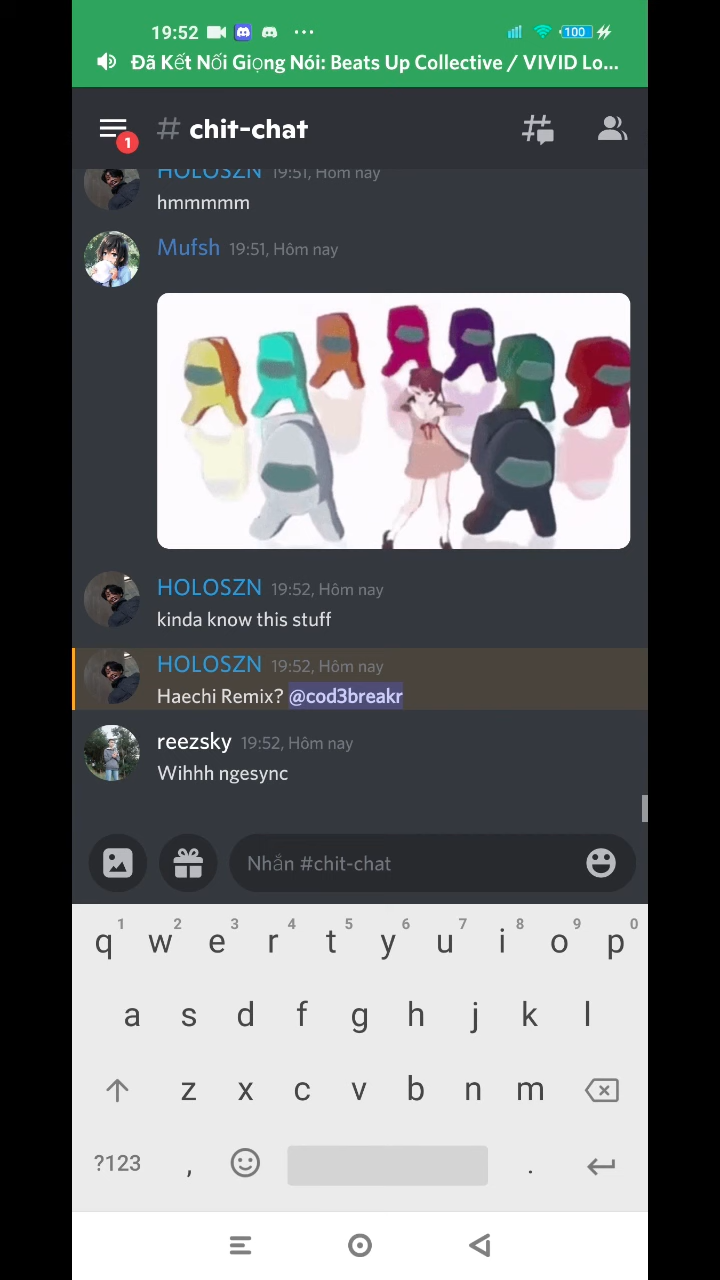 19:52 ... 100
Đã Kết Nối Giọng Nói: Beats Up Collective / VIVID Lo...
1
# chit-chat
HOLOSZN 19:51, Hôm nay
hmmmmm
Mufsh 19:51, Hôm nay
HOLOSZN 19:52, Hôm nay
kinda know this stuff
HOLOSZN 19:52, Hôm nay
Haechi Remix? @cod3breakr
reezsky 19:52, Hôm nay
Wihhh ngesync
Nhắn #chit-chat
q 1 w 2 e 3 r 4 t 5 y 6 u 7 i 8 o 9 p 0
a s d f g h j k l
z x c v b n m
?123 , .